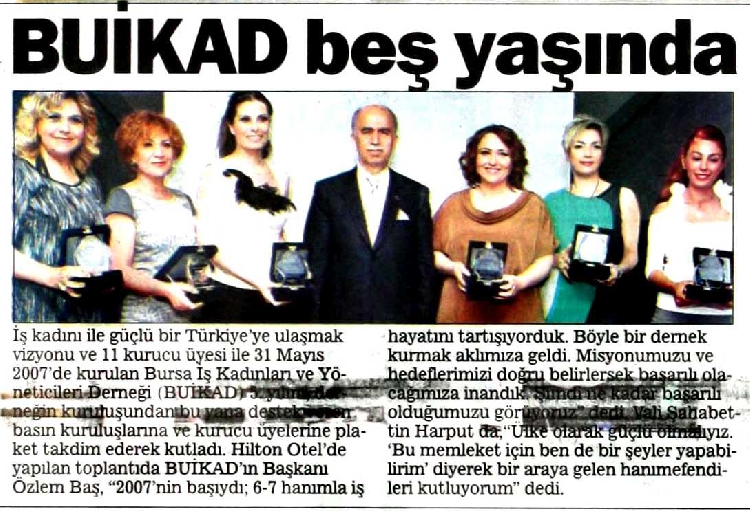 BUİKAD beş yaşında
İş kadını ile güçlü bir Türkiye'ye ulaşmak
vizyonu ve 11 kurucu üyesi ile 31 Mayıs
2007'de kurulan Bursa İş Kadınları ve Yö-
neticileri Derneği (BUİKAD) 5. yılını, der-
neğin kuruluşundan bu yana destek veren
basın kuruluşlarına ve kurucu üyelerine pla-
ket takdim ederek kutladı. Hilton Otel'de
yapılan toplantıda BUİKAD'ın Başkanı
Özlem Baş, "2007'nin başıydı; 6-7 hanımla iş
hayatını tartışıyorduk. Böyle bir dernek
kurmak aklımıza geldi. Misyonumuzu ve
hedeflerimizi doğru belirlersek başarılı ola-
cağımıza inandık. Şimdi ne kadar başarılı
olduğumuzu görüyoruz" dedi. Vali Şahabet-
tin Harput da,"Ülke olarak güçlü olmalıyız.
'Bu memleket için ben de bir şeyler yapabi-
lirim' diyerek bir araya gelen hanımefendi-
leri kutluyorum" dedi.